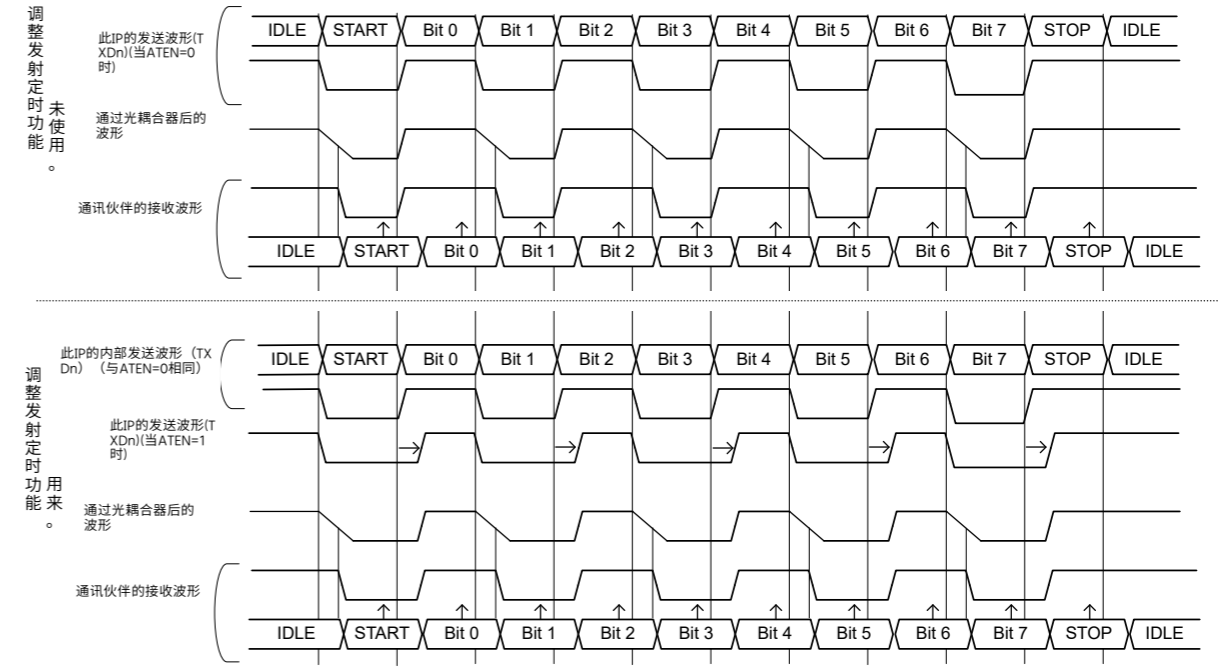 调整发射定时功能
未使用。
此IP的发送波形(T
XDn)(当ATEN=0
时)
IDLE START Bit 0 Bit 1 Bit 2 Bit 3 Bit 4 Bit 5 Bit 6 Bit 7 STOP IDLE
通过光耦合器后的
波形
通讯伙伴的接收波形
IDLE START Bit 0 Bit 1 Bit 2 Bit 3 Bit 4 Bit 5 Bit 6 Bit 7 STOP IDLE
调整发射定时功能
用来。
此IP的内部发送波形（TX
Dn）（与ATEN=0相同）
IDLE START Bit 0 Bit 1 Bit 2 Bit 3 Bit 4 Bit 5 Bit 6 Bit 7 STOP IDLE
此IP的发送波形(T
XDn)(当ATEN=1
时)
通过光耦合器后的
波形
通讯伙伴的接收波形
IDLE START Bit 0 Bit 1 Bit 2 Bit 3 Bit 4 Bit 5 Bit 6 Bit 7 STOP IDLE